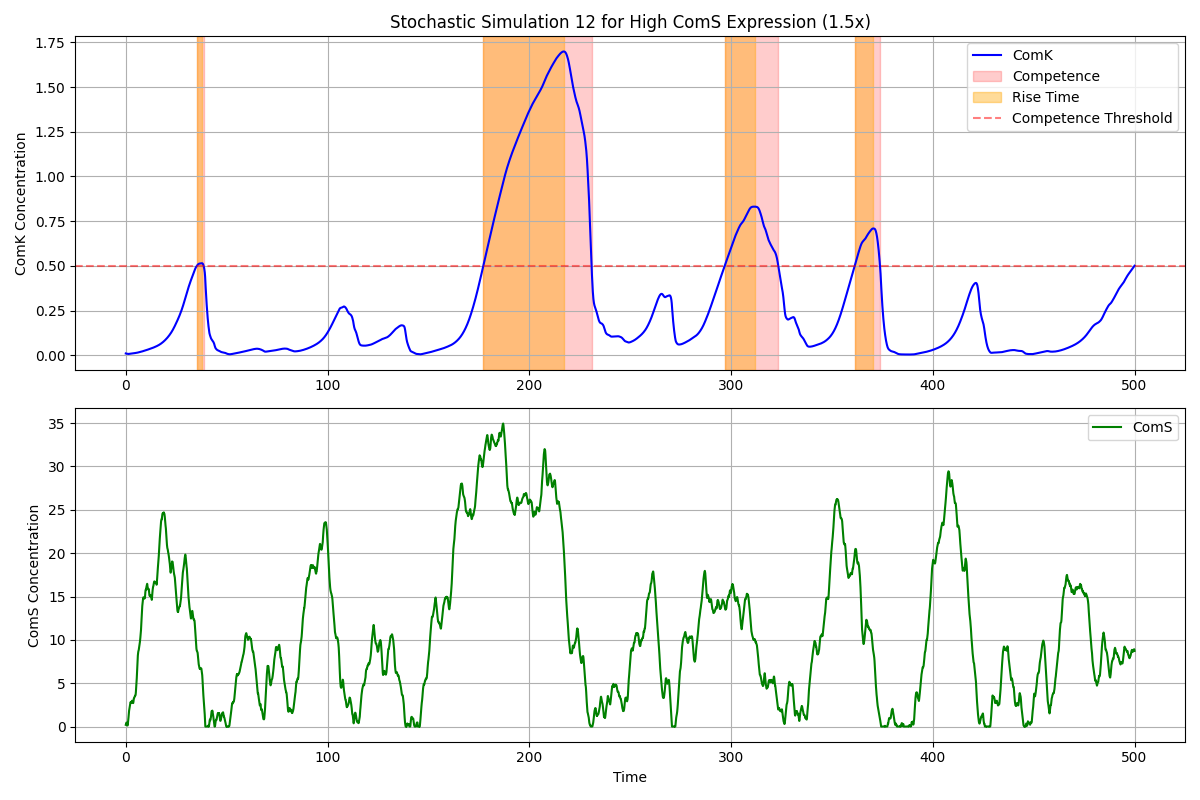 Stochastic Simulation 12 for High ComS Expression (1.5x)
ComK Concentration
1.75
1.50
1.25
1.00
0.75
0.50
0.25
0.00
ComK
Competence
Rise Time
Competence Threshold
0 100 200 300 400 500
ComS Concentration
35
30
25
20
15
10
5
0
ComS
0 100 200 300 400 500
Time